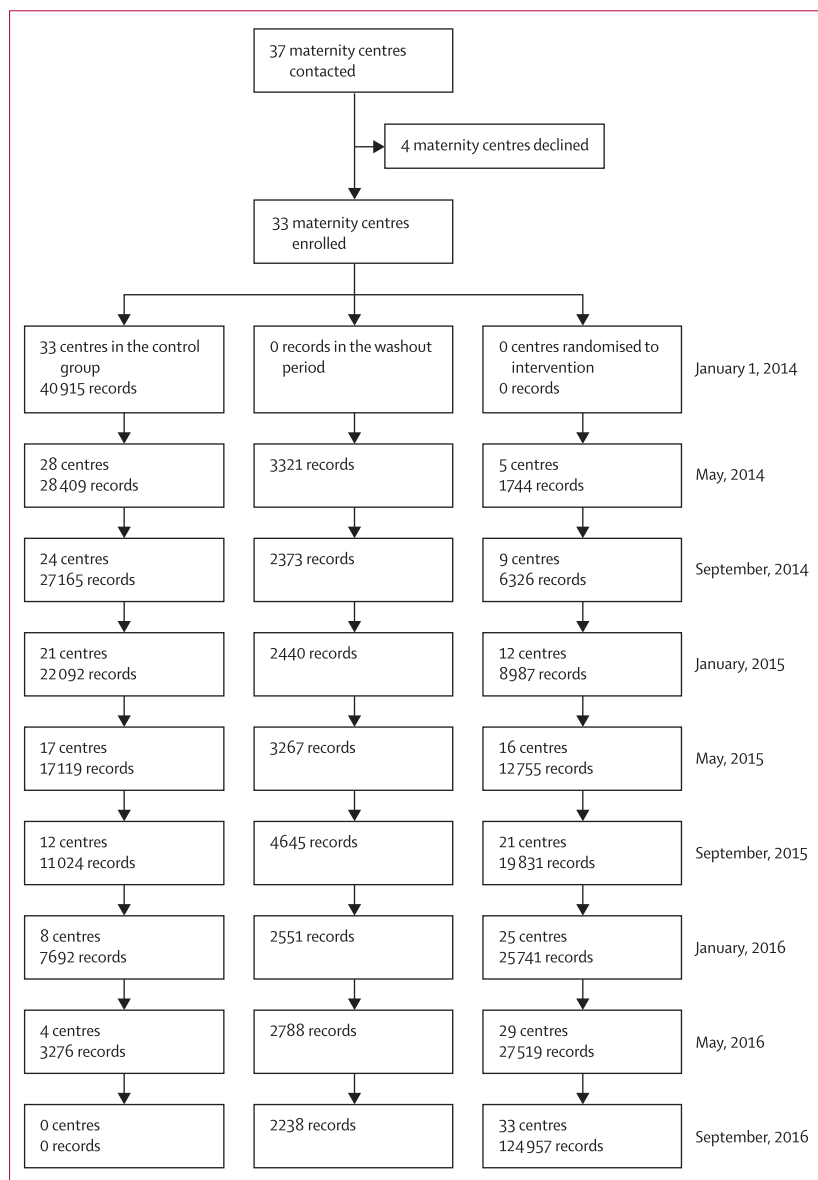 37 maternity centres
contacted
4 maternity centres declined
33 maternity centres
enrolled
33 centres in the control
group
40 915 records
0 records in the washout
period
0 centres randomised to
intervention
0 records
January 1, 2014
28 centres
28 409 records
3321 records
5 centres
1744 records
May, 2014
24 centres
27 165 records
2373 records
9 centres
6326 records
September, 2014
21 centres
22 092 records
2440 records
12 centres
8987 records
January, 2015
17 centres
17 119 records
3267 records
16 centres
12 755 records
May, 2015
12 centres
11 024 records
4645 records
21 centres
19 831 records
September, 2015
8 centres
7692 records
2551 records
25 centres
25 741 records
January, 2016
4 centres
3276 records
2788 records
29 centres
27 519 records
May, 2016
0 centres
0 records
2238 records
33 centres
124 957 records
September, 2016